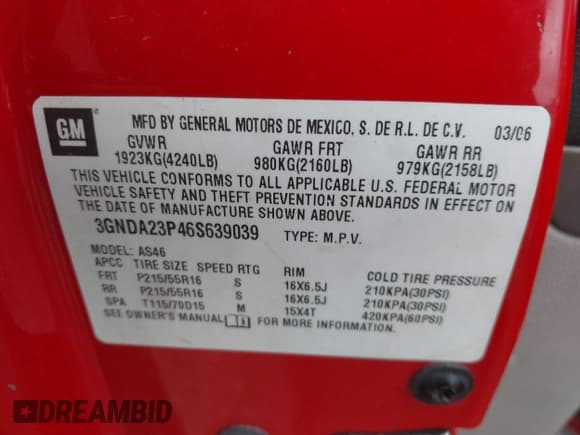 GM
MFD BY GENERAL MOTORS DE MEXICO, S. DE R.L. DE C.V. 03/06
GVWR GAWR FRT GAWR RR
1923KG(4240LB) 980KG(2160LB) 979KG(2158LB)
THIS VEHICLE CONFORMS TO ALL APPLICABLE U.S. FEDERAL MOTOR
VEHICLE SAFETY AND THEFT PREVENTION STANDARDS IN EFFECT ON
THE DATE OF MANUFACTURE SHOWN ABOVE.
3GNDA23P46S639039 TYPE: M.P.V.
MODEL: AS46
APCC TIRE SIZE SPEED RTG RIM COLD TIRE PRESSURE
FRT P215/55R16 S 16X6.5J 210KPA(30PSI)
RR P215/55R16 S 16X6.5J 210KPA(30PSI)
SPA T115/70D15 M 15X4T 420KPA(60PSI)
SEE OWNER'S MANUAL FOR MORE INFORMATION.
DREAMBID